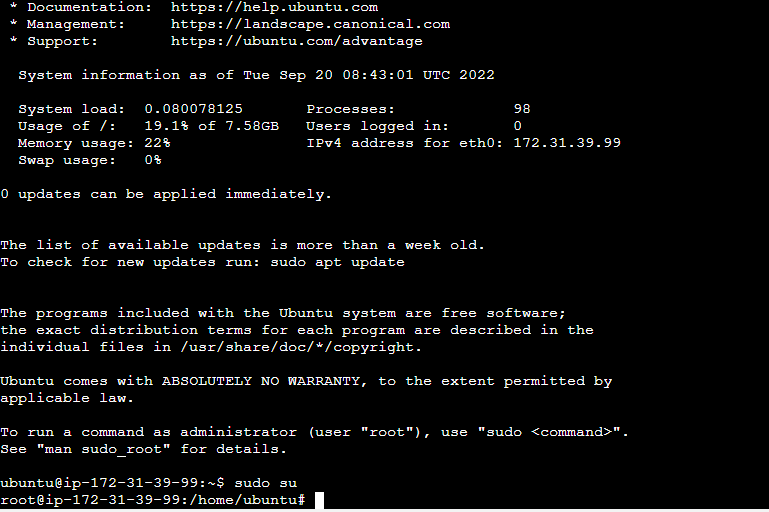 * Documentation:  https://help.ubuntu.com
 * Management:     https://landscape.canonical.com
 * Support:        https://ubuntu.com/advantage

  System information as of Tue Sep 20 08:43:01 UTC 2022

  System load:  0.080078125       Processes:             98
  Usage of /:   19.1% of 7.58GB   Users logged in:       0
  Memory usage: 22%               IPv4 address for eth0: 172.31.39.99
  Swap usage:   0%

0 updates can be applied immediately.


The list of available updates is more than a week old.
To check for new updates run: sudo apt update


The programs included with the Ubuntu system are free software;
the exact distribution terms for each program are described in the
individual files in /usr/share/doc/*/copyright.

Ubuntu comes with ABSOLUTELY NO WARRANTY, to the extent permitted by
applicable law.

To run a command as administrator (user "root"), use "sudo <command>".
See "man sudo_root" for details.

ubuntu@ip-172-31-39-99:~$ sudo su
root@ip-172-31-39-99:/home/ubuntu#